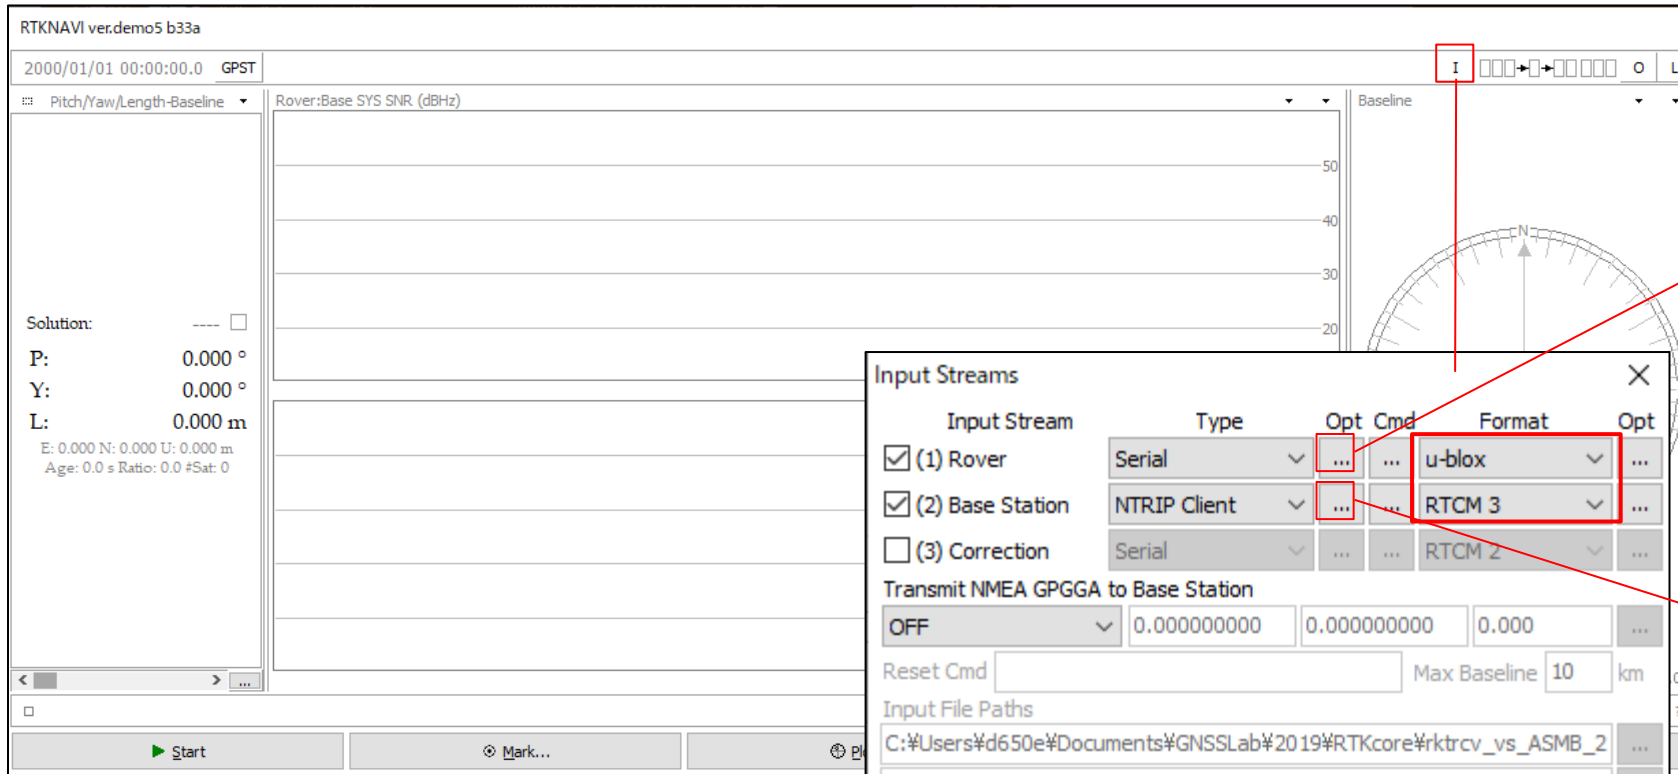 RTKNAVI ver.demo5 b33a
2000/01/01 00:00:00.0 GPST
I
O
L
Pitch/Yaw/Length-Baseline
Rover:Base SYS SNR (dBHz)
Baseline
50
40
30
20
N
Solution: ----
P: 0.000 °
Y: 0.000 °
L: 0.000 m
E: 0.000 N: 0.000 U: 0.000 m
Age: 0.0 s Ratio: 0.0 #Sat: 0
...
Start
Mark...
Input Streams
Input Stream Type Opt Cmd Format Opt
(1) Rover Serial ... ... u-blox ...
(2) Base Station NTRIP Client ... ... RTCM 3 ...
(3) Correction Serial ... ... RTCM 2 ...
Transmit NMEA GPGGA to Base Station
OFF 0.000000000 0.000000000 0.000 ...
Reset Cmd Max Baseline 10 km
Input File Paths
C:¥Users¥d650e¥Documents¥GNSSLab¥2019¥RTKcore¥rktrcv_vs_ASMB_2 ...